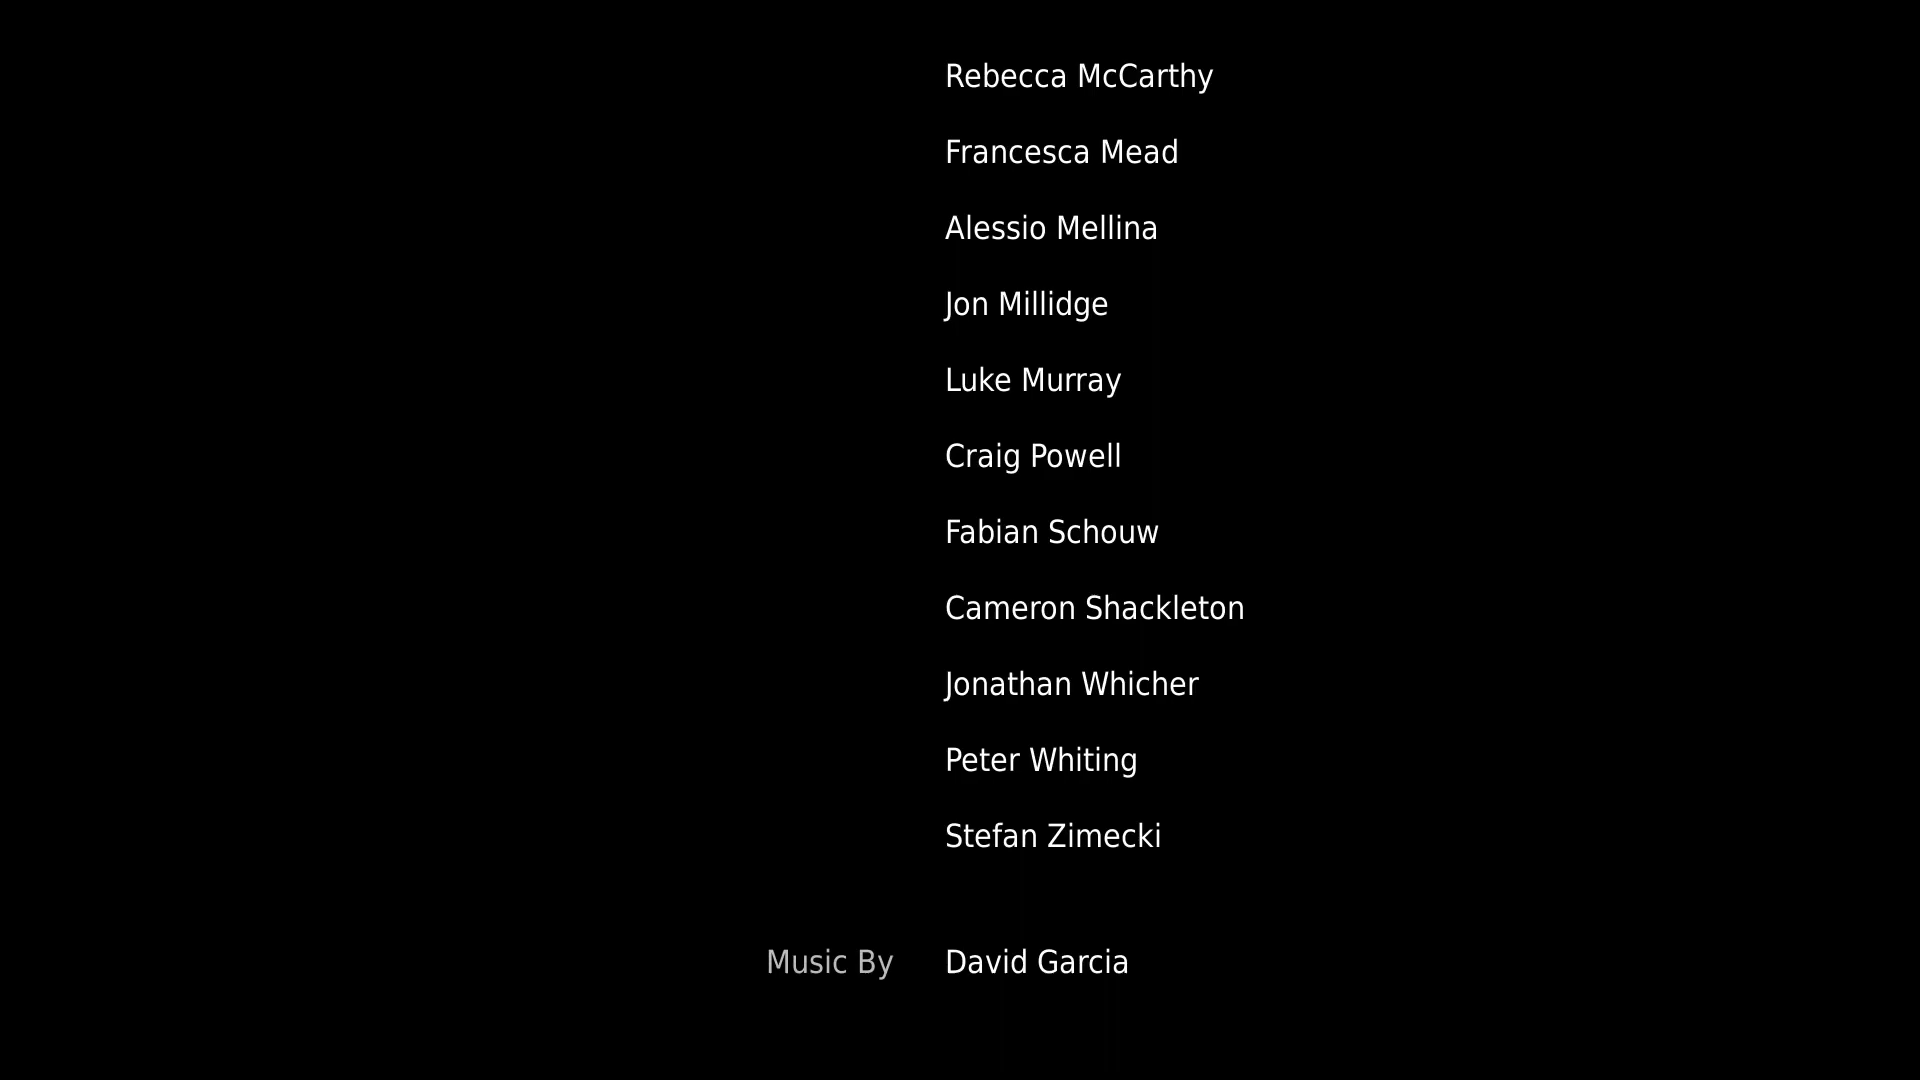 Rebecca McCarthy
Francesca Mead
Alessio Mellina
Jon Millidge
Luke Murray
Craig Powell
Fabian Schouw
Cameron Shackleton
Jonathan Whicher
Peter Whiting
Stefan Zimecki
Music By David Garcia